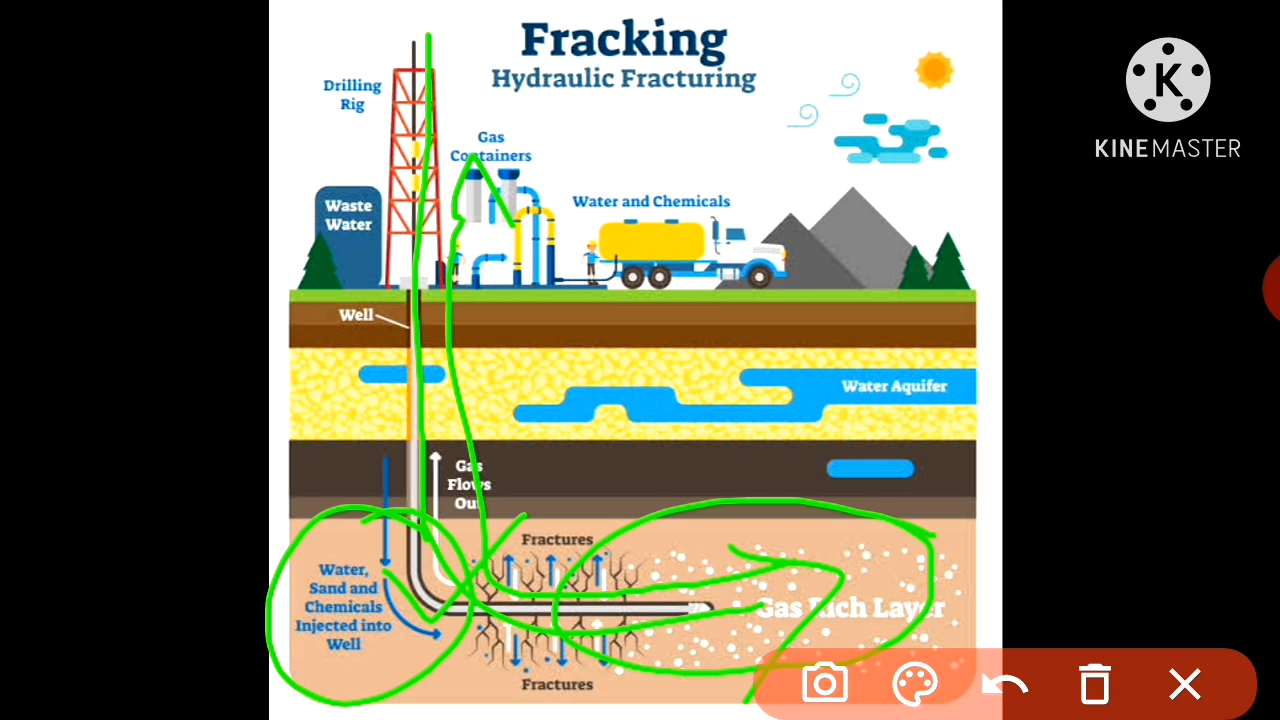 Fracking
Hydraulic Fracturing
Drilling
Rig
Gas
Containers
Waste
Water
Water and Chemicals
Well
Water Aquifer
Gas
Flows
Out
Fractures
Water,
Sand and
Chemicals
Injected into
Well
Gas Rich Layer
Fractures
K
KINEMASTER